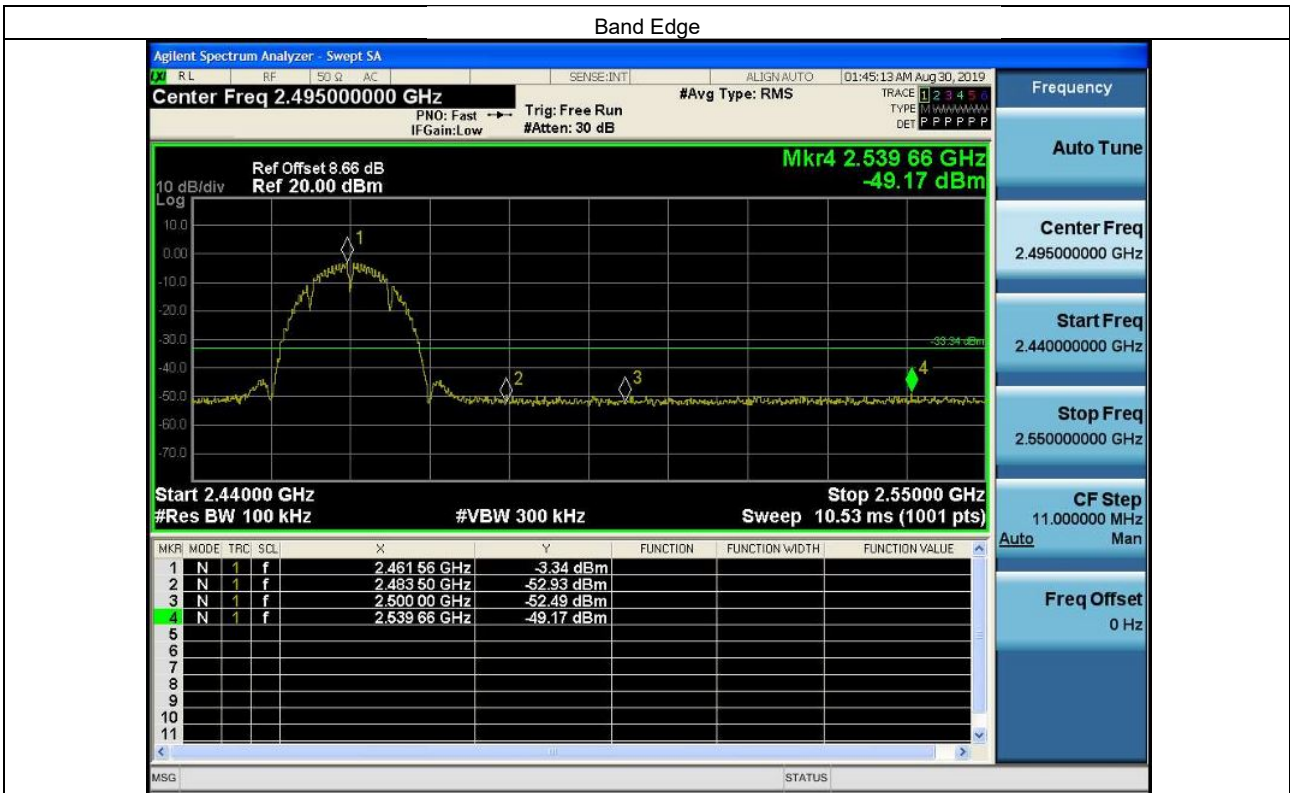 Band Edge
Agilent Spectrum Analyzer - Swept SA
LXI RL RF 50 Ω AC SENSE:INT ALIGN AUTO 01:45:13 AM Aug 30, 2019
Center Freq 2.495000000 GHz #Avg Type: RMS TRACE 1 2 3 4 5 6
PNO: Fast Trig: Free Run TYPE M WWWWW
IFGain:Low #Atten: 30 dB DET P P P P P P
Mkr4 2.539 66 GHz
Ref Offset 8.66 dB
10 dB/div Ref 20.00 dBm -49.17 dBm
Log
10.0
1
0.00
-10.0
-20.0
-30.0
-33.34 dBm
-40.0
2 3 4
-50.0
-60.0
-70.0
Start 2.44000 GHz Stop 2.55000 GHz
#Res BW 100 kHz #VBW 300 kHz Sweep 10.53 ms (1001 pts)
MKR MODE TRC SCL X Y FUNCTION FUNCTION WIDTH FUNCTION VALUE
1 N 1 f 2.461 56 GHz -3.34 dBm
2 N 1 f 2.483 50 GHz -52.93 dBm
3 N 1 f 2.500 00 GHz -52.49 dBm
4 N 1 f 2.539 66 GHz -49.17 dBm
5
6
7
8
9
10
11
MSG STATUS
Frequency
Auto Tune
Center Freq
2.495000000 GHz
Start Freq
2.440000000 GHz
Stop Freq
2.550000000 GHz
CF Step
11.000000 MHz
Auto Man
Freq Offset
0 Hz